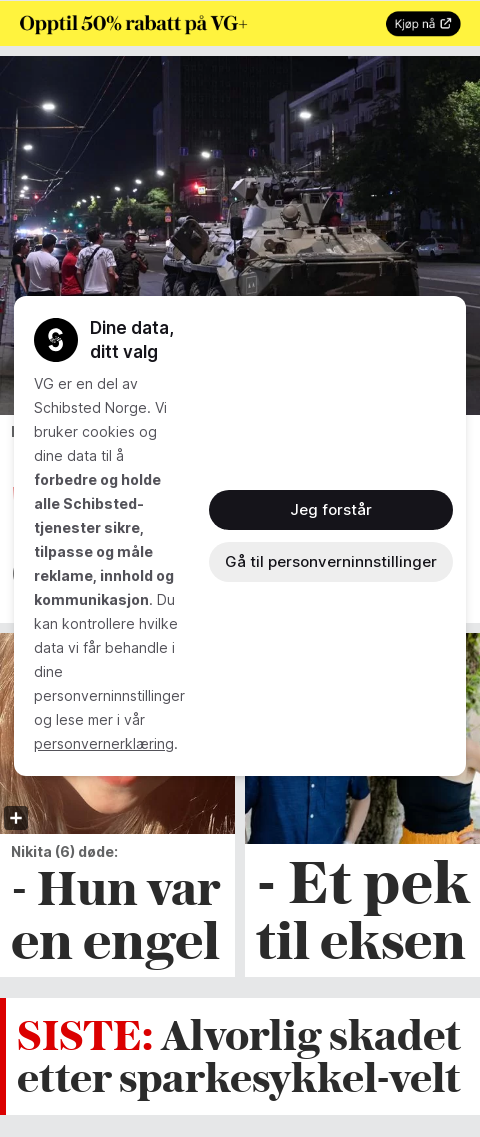 Opptil 50% rabatt på VG+
Kjøp nå
Dine data,
ditt valg
VG er en del av
Schibsted Norge. Vi
bruker cookies og
dine data til å
forbedre og holde
alle Schibsted-
tjenester sikre,
tilpasse og måle
reklame, innhold og
kommunikasjon. Du
kan kontrollere hvilke
data vi får behandle i
dine
personverninnstillinger
og lese mer i vår
personvernerklæring.
Jeg forstår
Gå til personverninnstillinger
Nikita (6) døde:
- Hun var
en engel
- Et pek
til eksen
SISTE: Alvorlig skadet
etter sparkesykkel-velt